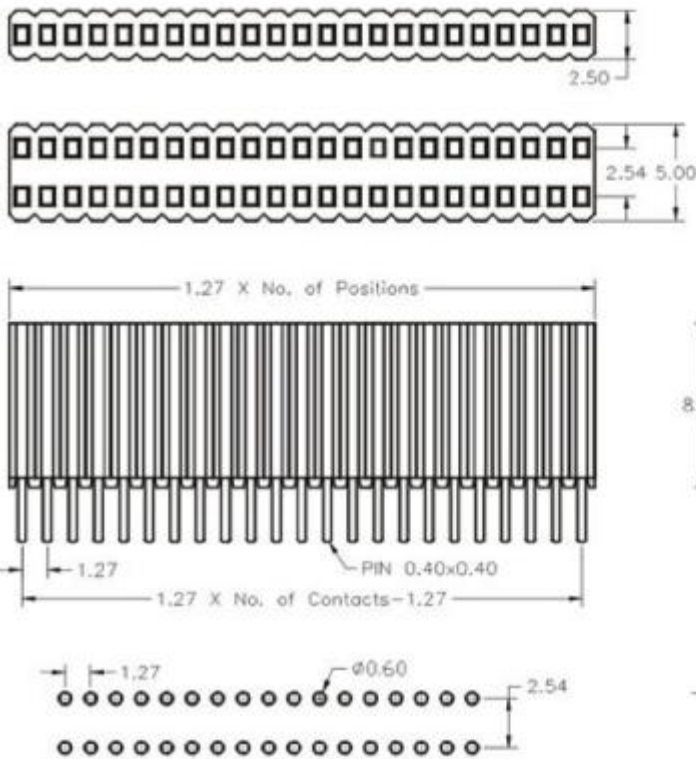 2.50
2.54 5.00
1.27 X No. of Positions
8.
1.27
PIN 0.40x0.40
1.27 X No. of Contacts-1.27
1.27
Ø0.60
2.54